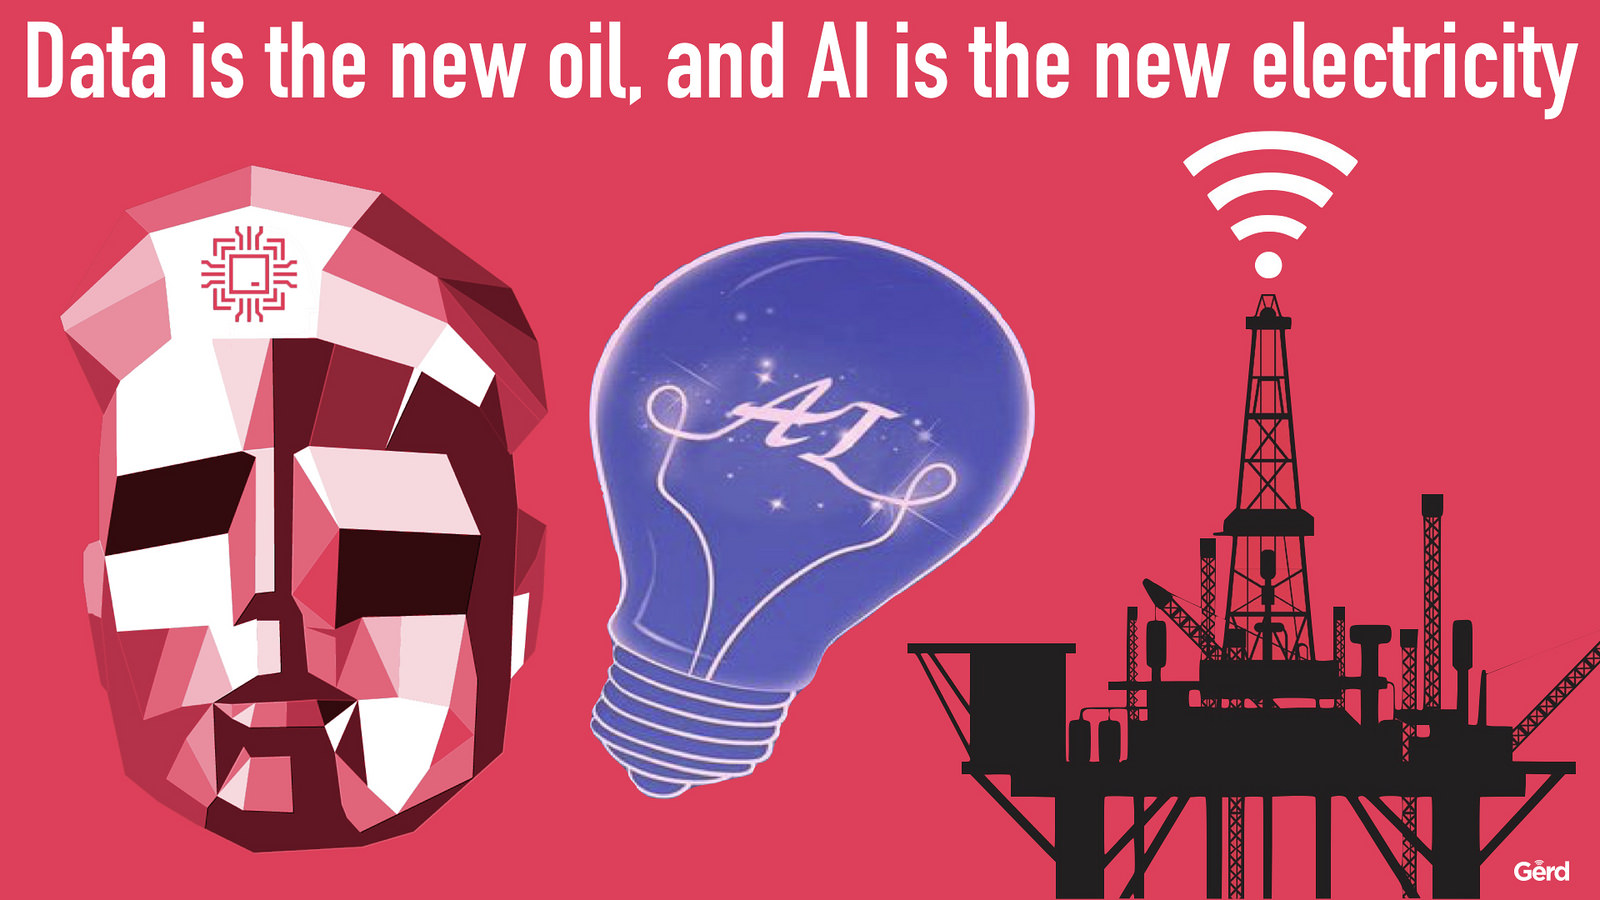 Data is the new oil, and AI is the new electricity
AI
Gerd